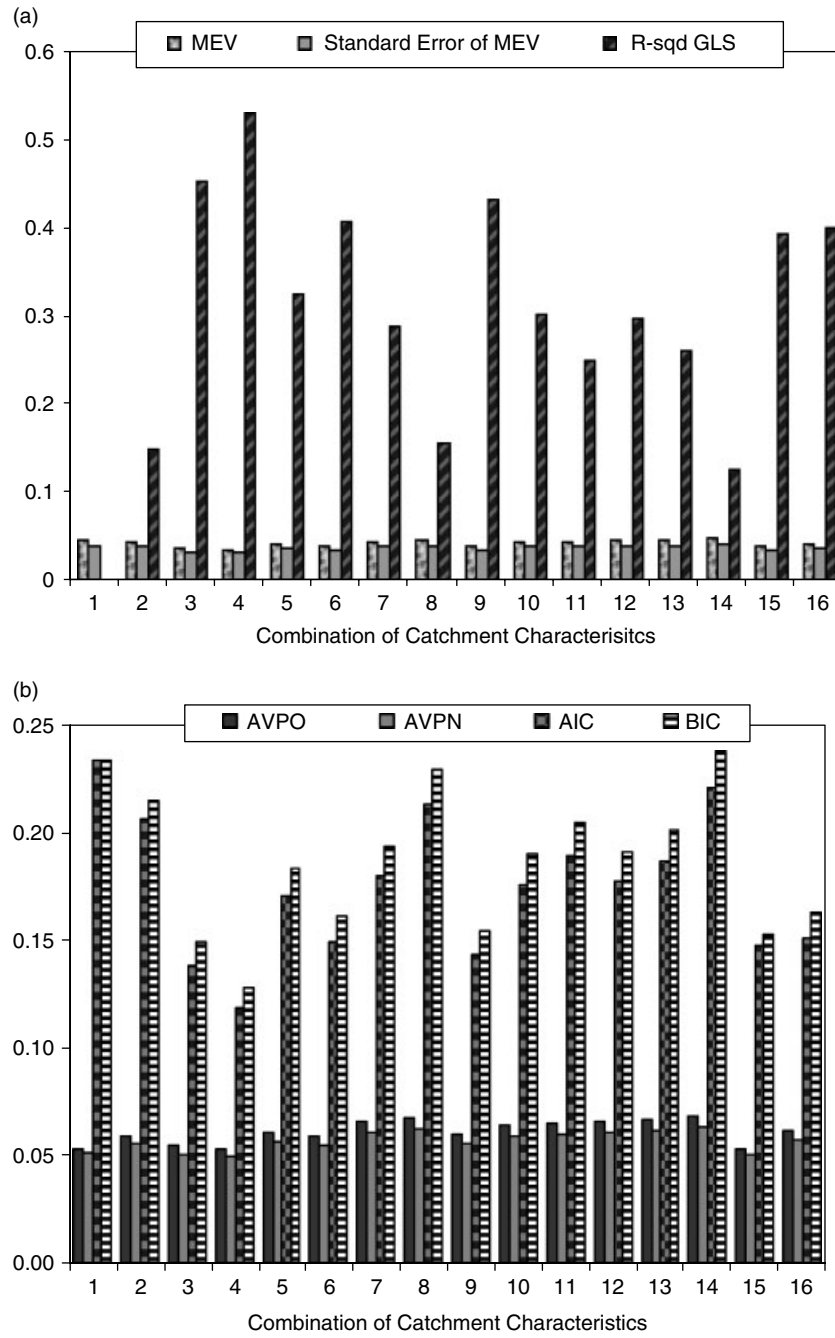 (a)
MEV Standard Error of MEV R-sqd GLS
0.6
0.5
0.4
0.3
0.2
0.1
0
1 2 3 4 5 6 7 8 9 10 11 12 13 14 15 16
Combination of Catchment Characterisitcs
(b)
AVPO AVPN AIC BIC
0.25
0.20
0.15
0.10
0.05
0.00
1 2 3 4 5 6 7 8 9 10 11 12 13 14 15 16
Combination of Catchment Characteristics